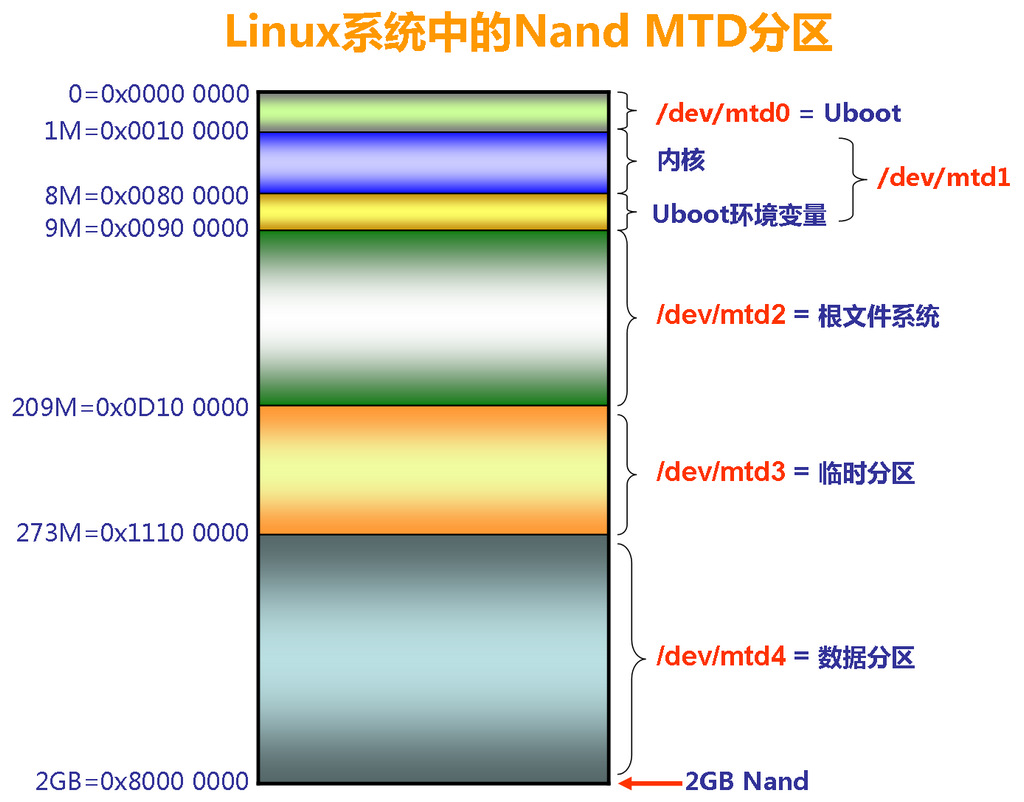 Linux系统中的Nand MTD分区
0=0x0000 0000
/dev/mtd0 = Uboot
1M=0x0010 0000
内核
/dev/mtd1
8M=0x0080 0000
Uboot环境变量
9M=0x0090 0000
/dev/mtd2 = 根文件系统
209M=0x0D10 0000
/dev/mtd3 = 临时分区
273M=0x1110 0000
/dev/mtd4 = 数据分区
2GB=0x8000 0000
2GB Nand